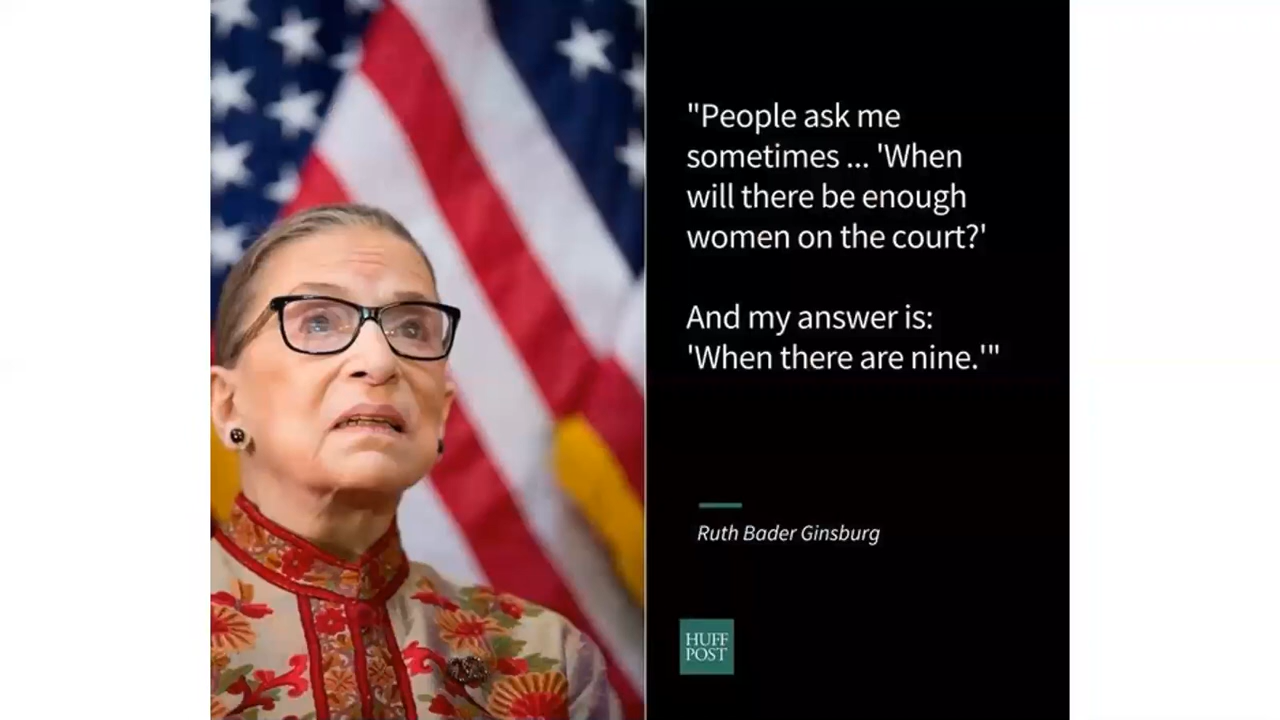 "People ask me
sometimes ... 'When
will there be enough
women on the court?'
And my answer is:
'When there are nine.'"
Ruth Bader Ginsburg
HUFF
POST